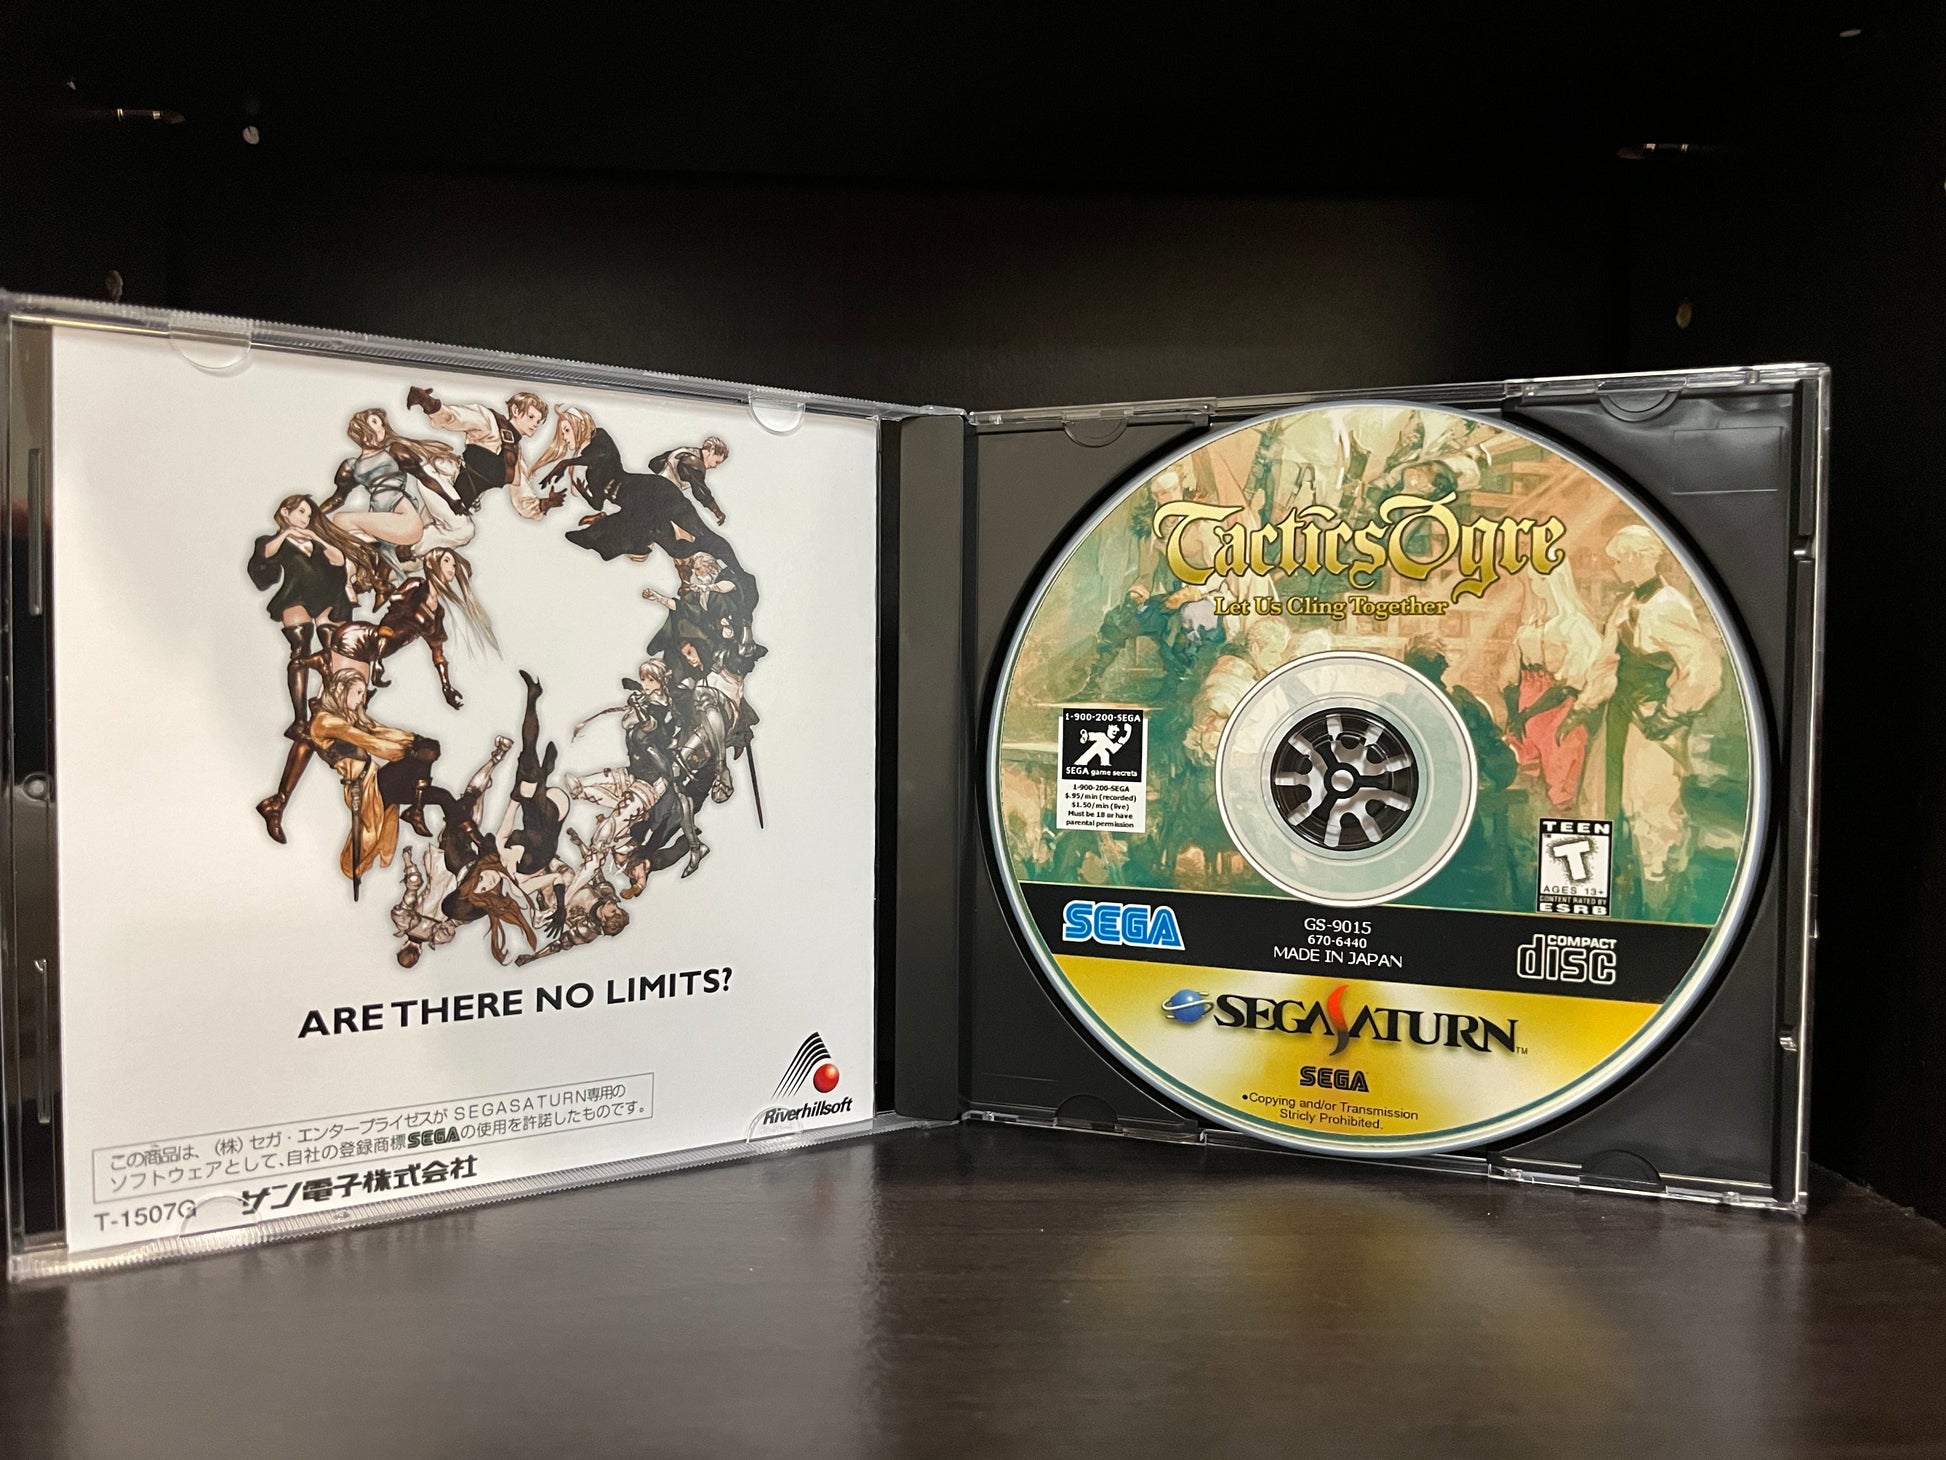 ARE THERE NO LIMITS?
Riverhillsoft
この商品は、(株)セガ・エンタープライゼスがSEGASATURN専用の
ソフトウェアとして、自社の登録商標SEGAの使用を許諾したものです。
T-1507G
サン電子株式会社
Tactics Ogre
Let Us Cling Together
1-900-200-SEGA
SEGA game secrets
1-900-200-SEGA
$.95/min (recorded)
$1.50/min (live)
Must be 18 or have
parental permission
TEEN
T
AGES 13+
CONTENT RATED BY
ESRB
SEGA
GS-9015
670-6440
MADE IN JAPAN
COMPACT
disc
SEGA SATURN™
SEGA
•Copying and/or Transmission
Stricly Prohibited.